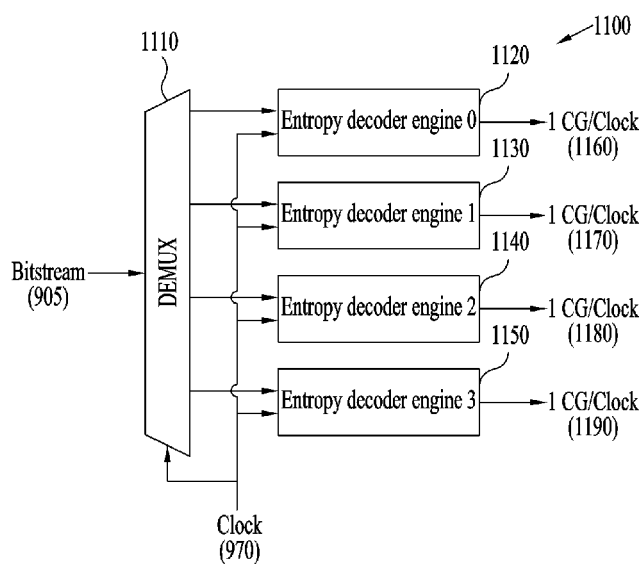 1100
1110
1120
Entropy decoder engine 0
1 CG/Clock
(1160)
1130
Entropy decoder engine 1
1 CG/Clock
(1170)
Bitstream
(905)
DEMUX
1140
Entropy decoder engine 2
1 CG/Clock
(1180)
1150
Entropy decoder engine 3
1 CG/Clock
(1190)
Clock
(970)